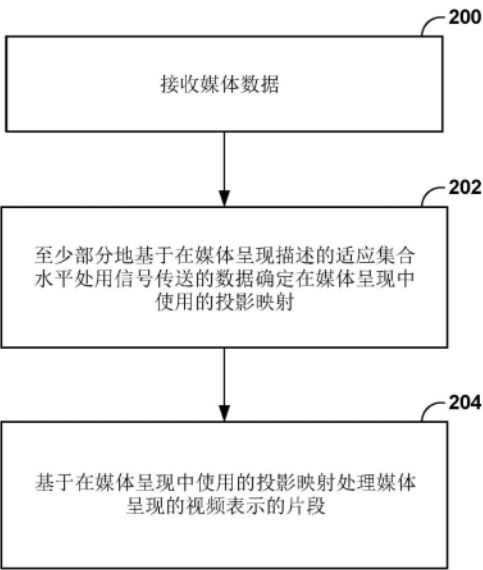 200
接收媒体数据
202
至少部分地基于在媒体呈现描述的适应集合
水平处用信号传送的数据确定在媒体呈现中
使用的投影映射
204
基于在媒体呈现中使用的投影映射处理媒体
呈现的视频表示的片段